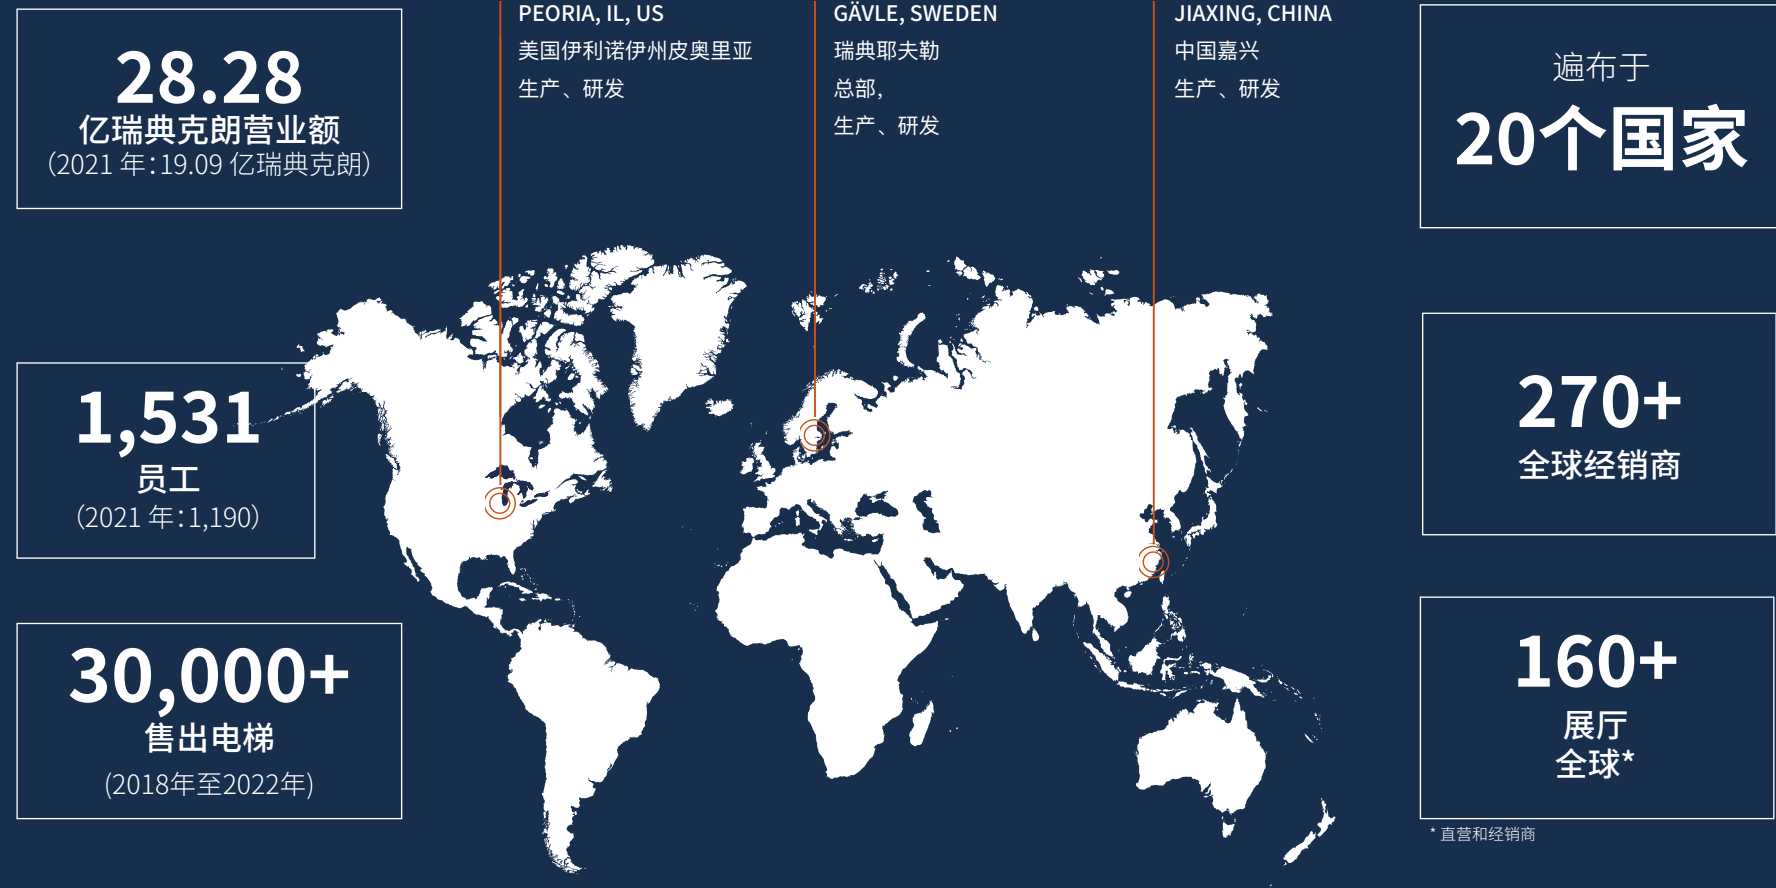 28.28
亿瑞典克朗营业额
（2021 年：19.09 亿瑞典克朗）
1,531
员工
（2021 年：1,190）
30,000+
售出电梯
(2018年至2022年)
PEORIA, IL, US
美国伊利诺伊州皮奥里亚
生产、研发
GÄVLE, SWEDEN
瑞典耶夫勒
总部，
生产、研发
JIAXING, CHINA
中国嘉兴
生产、研发
遍布于
20个国家
270+
全球经销商
160+
展厅
全球*
* 直营和经销商